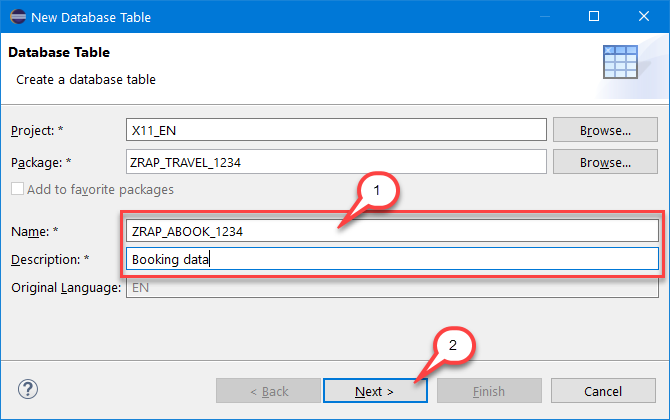 New Database Table
Database Table
Create a database table
Project: * X11_EN Browse...
Package: * ZRAP_TRAVEL_1234 Browse...
Add to favorite packages
1
Name: * ZRAP_ABOOK_1234
Description: * Booking data
Original Language: EN
2
? < Back Next > Finish Cancel